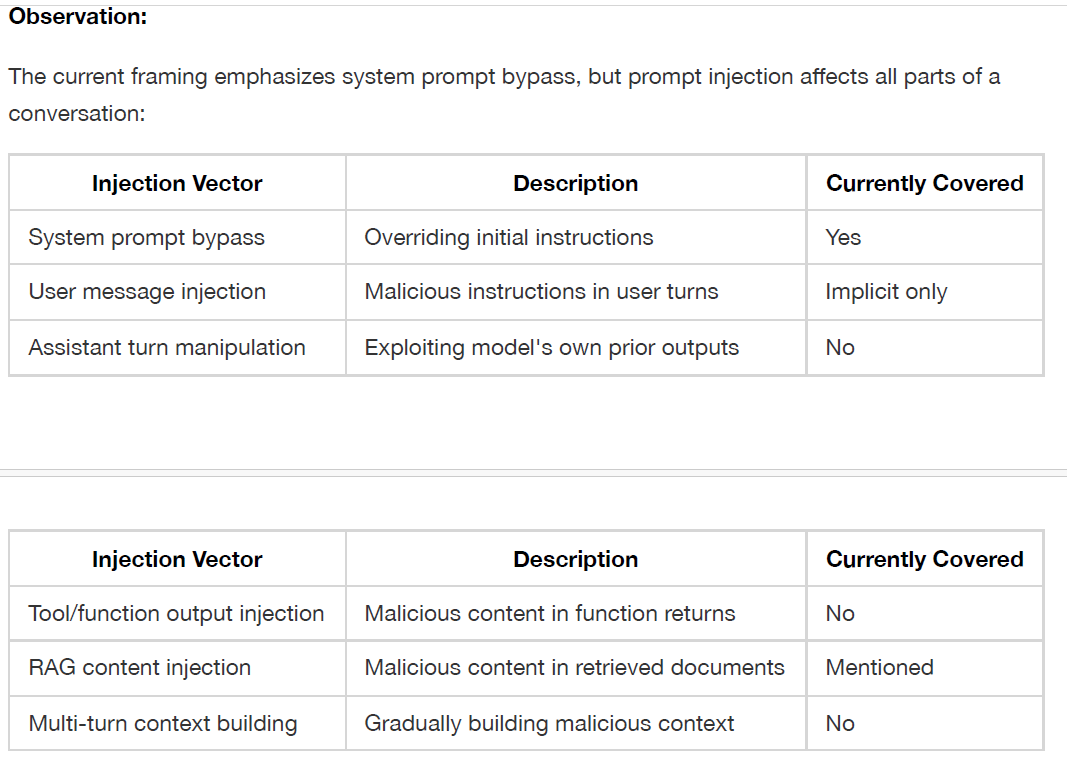 Observation:
The current framing emphasizes system prompt bypass, but prompt injection affects all parts of a
conversation:
Injection Vector Description Currently Covered
System prompt bypass Overriding initial instructions Yes
User message injection Malicious instructions in user turns Implicit only
Assistant turn manipulation Exploiting model's own prior outputs No
Injection Vector Description Currently Covered
Tool/function output injection Malicious content in function returns No
RAG content injection Malicious content in retrieved documents Mentioned
Multi-turn context building Gradually building malicious context No